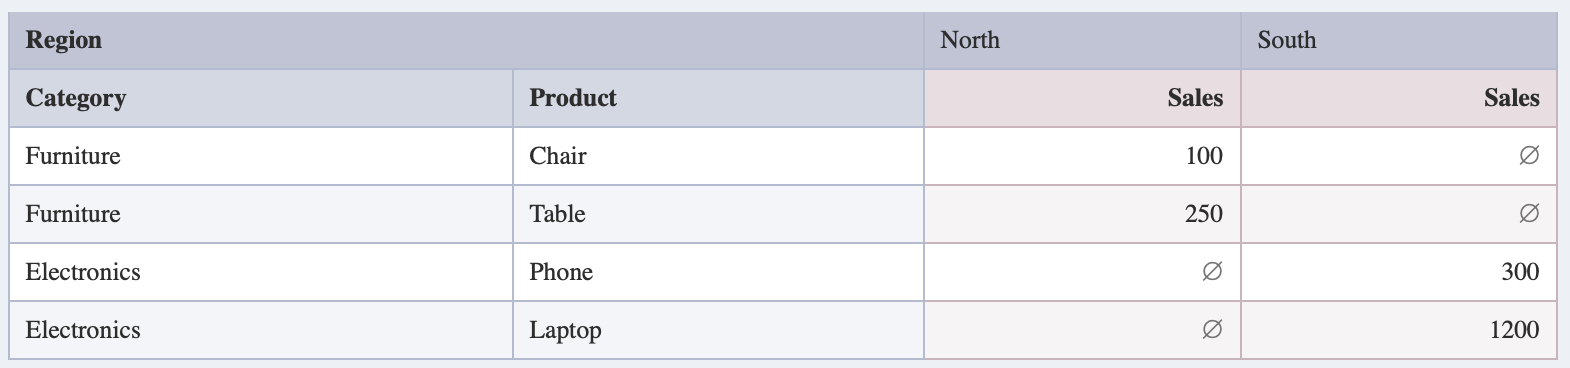 Region North South
Category Product Sales Sales
Furniture Chair 100 ∅
Furniture Table 250 ∅
Electronics Phone ∅ 300
Electronics Laptop ∅ 1200